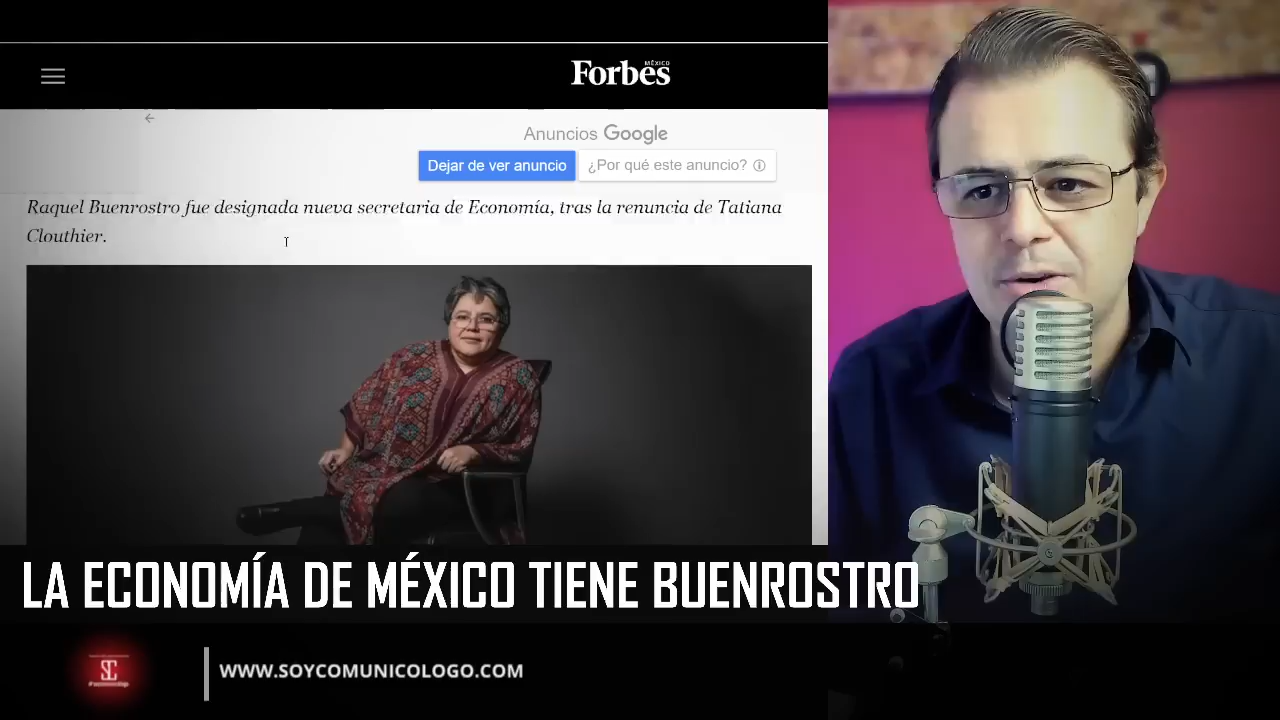 MÉXICO
Forbes
Anuncios Google
Dejar de ver anuncio
¿Por qué este anuncio?
Raquel Buenrostro fue designada nueva secretaria de Economía, tras la renuncia de Tatiana
Clouthier.
LA ECONOMÍA DE MÉXICO TIENE BUENROSTRO
SC
WWW.SOYCOMUNICOLOGO.COM